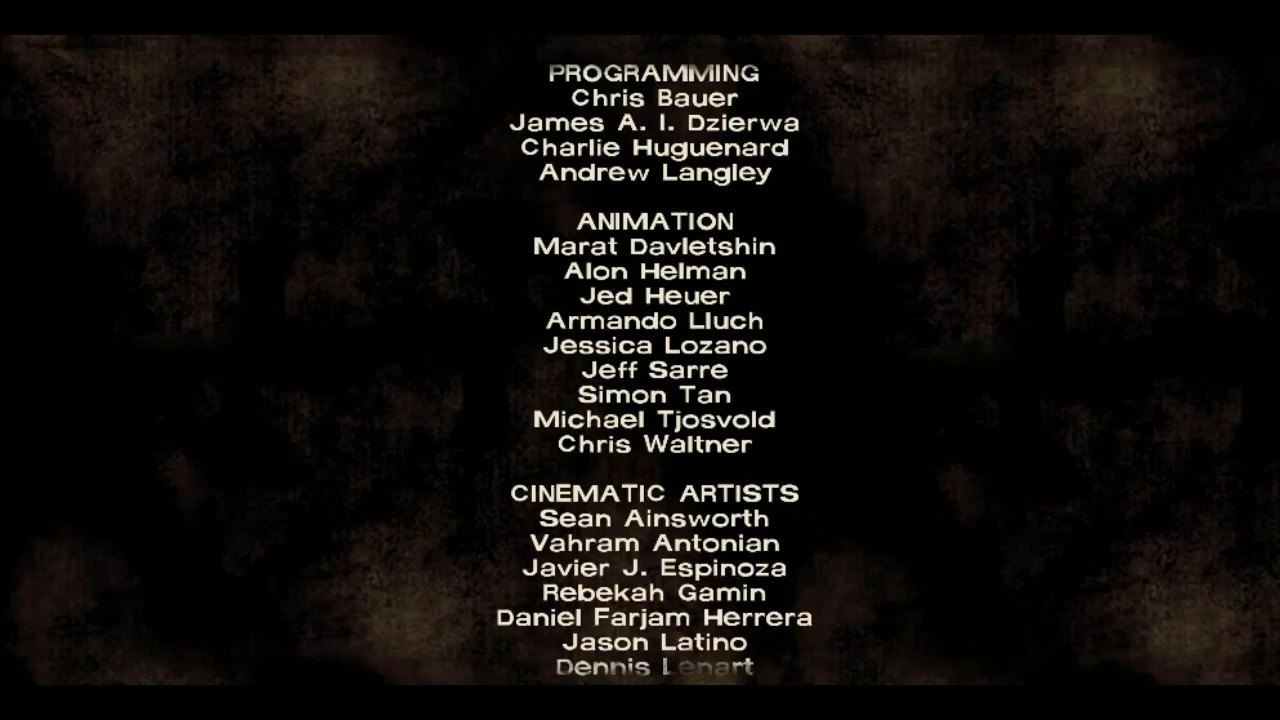 PROGRAMMING
Chris Bauer
James A. I. Dzierwa
Charlie Huguenard
Andrew Langley
ANIMATION
Marat Davletshin
Alon Helman
Jed Heuer
Armando Lluch
Jessica Lozano
Jeff Sarre
Simon Tan
Michael Tjosvold
Chris Waltner
CINEMATIC ARTISTS
Sean Ainsworth
Vahram Antonian
Javier J. Espinoza
Rebekah Gamin
Daniel Farjam Herrera
Jason Latino
Dennis Lenart